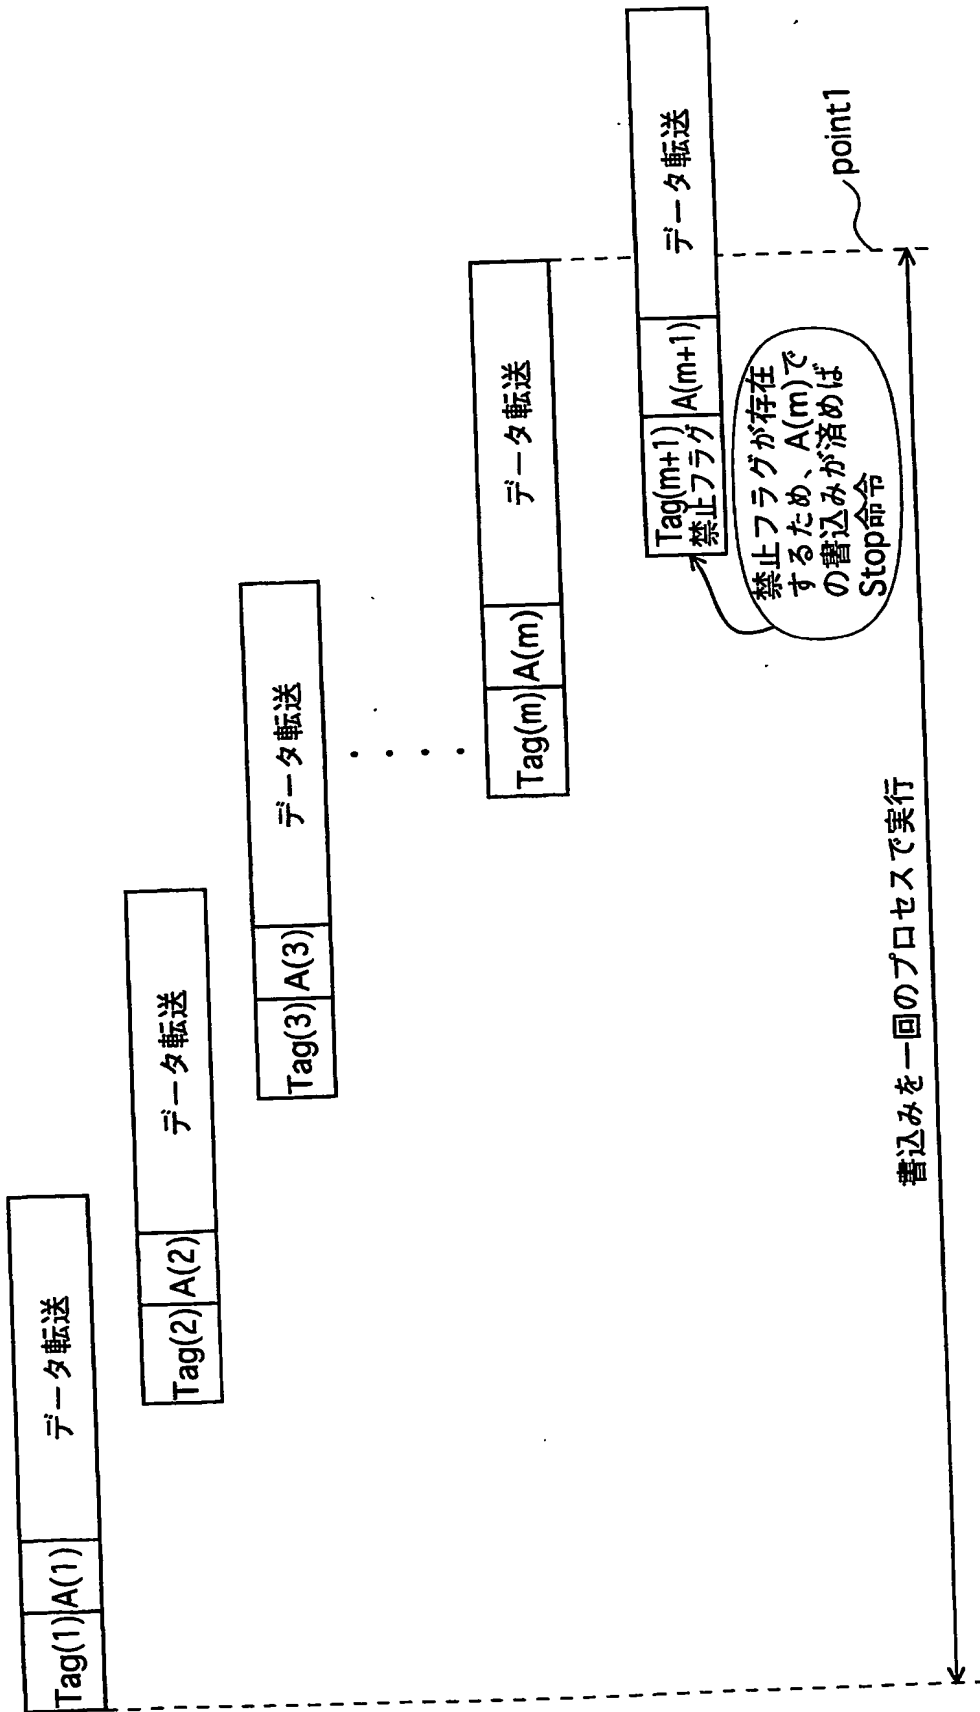 Tag(1) A(1) データ転送
Tag(2) A(2) データ転送
Tag(3) A(3) データ転送
Tag(m) A(m) データ転送
Tag(m+1) A(m+1) データ転送
禁止フラグ
point1
禁止フラグが存在
するため、A(m)で
の書込みが済めば
Stop命令
書込みを一回のプロセスで実行